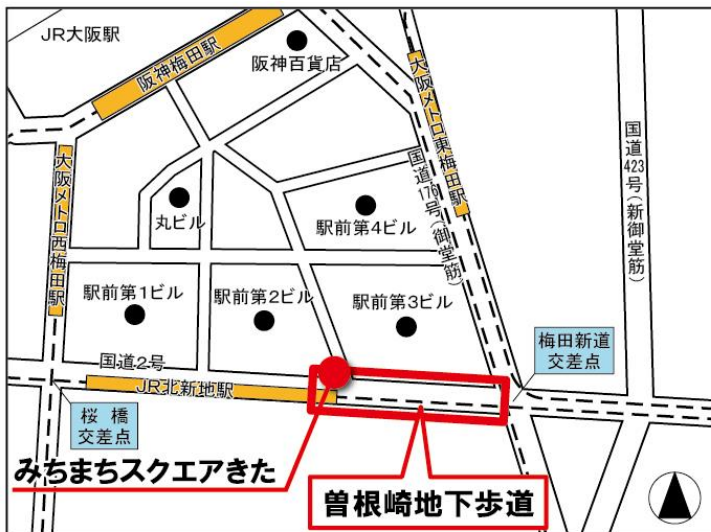 JR大阪駅
阪神梅田駅
阪神百貨店
大阪メトロ東梅田駅
国道176号(御堂筋)
国道423号(新御堂筋)
大阪メトロ西梅田駅
丸ビル
駅前第4ビル
駅前第1ビル
駅前第2ビル
駅前第3ビル
国道2号
JR北新地駅
梅田新道
交差点
桜橋
交差点
みちまちスクエアきた
曽根崎地下歩道